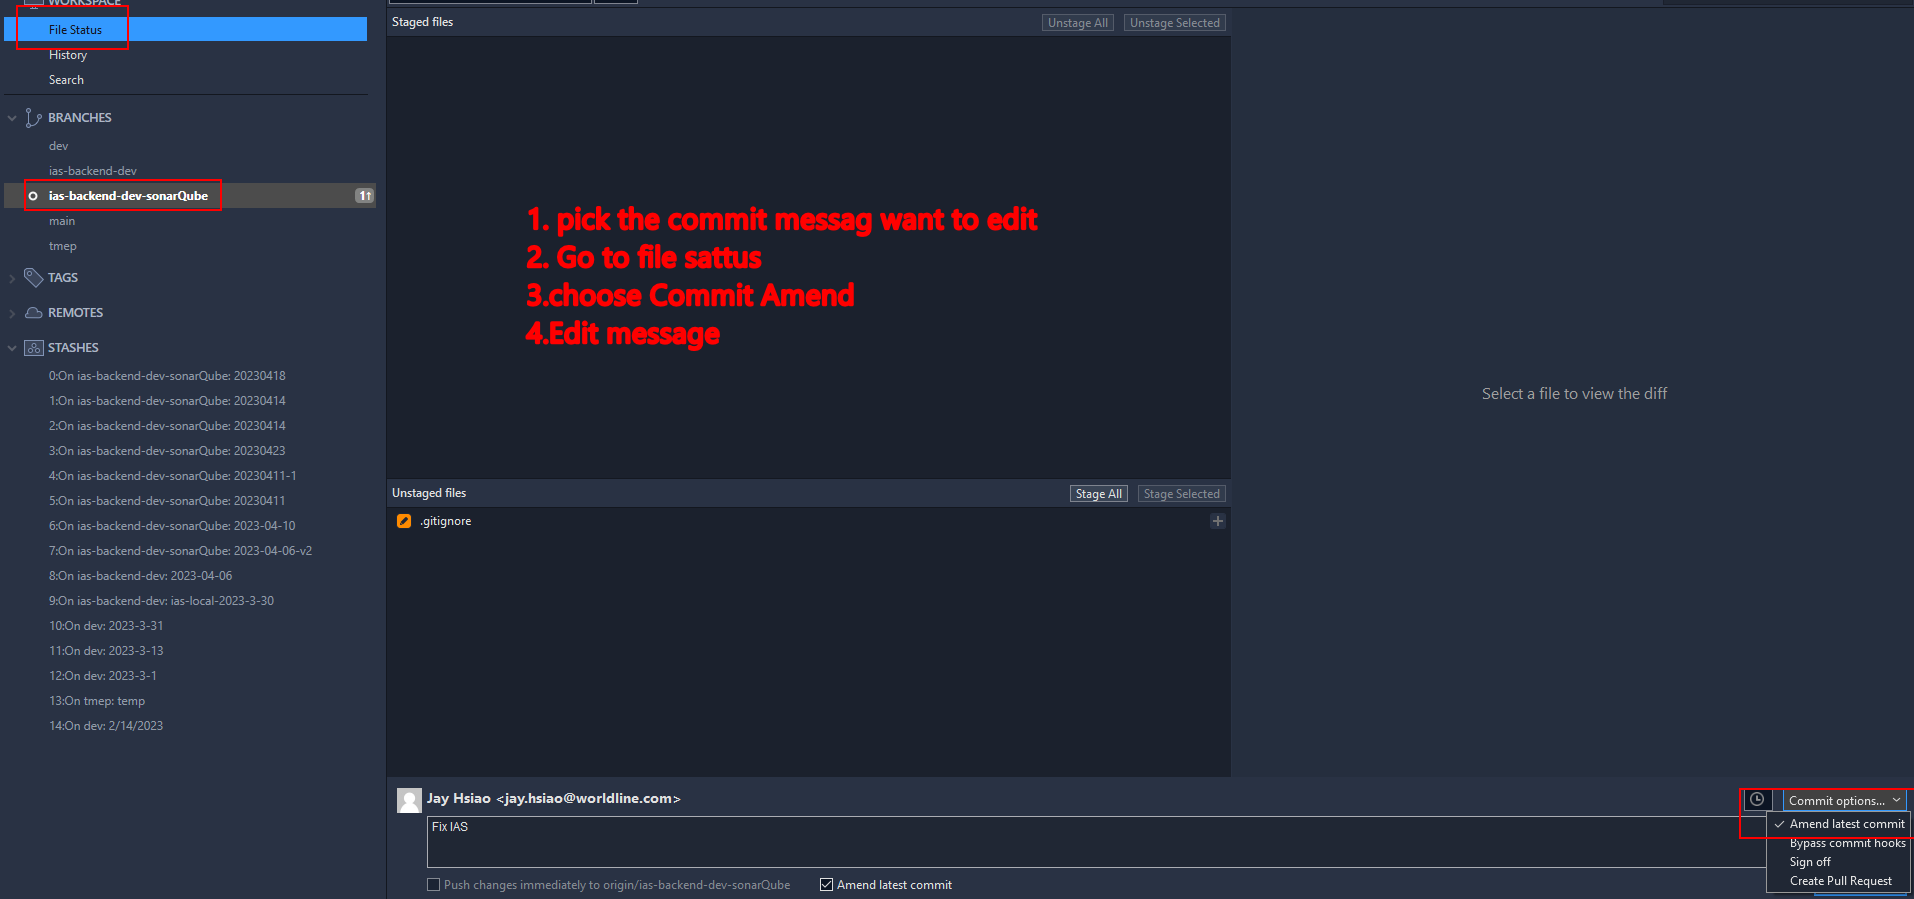 WORKSPACE
File Status
History
Search
BRANCHES
dev
ias-backend-dev
ias-backend-dev-sonarQube
1↑
main
tmep
TAGS
REMOTES
STASHES
0:On ias-backend-dev-sonarQube: 20230418
1:On ias-backend-dev-sonarQube: 20230414
2:On ias-backend-dev-sonarQube: 20230414
3:On ias-backend-dev-sonarQube: 20230423
4:On ias-backend-dev-sonarQube: 20230411-1
5:On ias-backend-dev-sonarQube: 20230411
6:On ias-backend-dev-sonarQube: 2023-04-10
7:On ias-backend-dev-sonarQube: 2023-04-06-v2
8:On ias-backend-dev: 2023-04-06
9:On ias-backend-dev: ias-local-2023-3-30
10:On dev: 2023-3-31
11:On dev: 2023-3-13
12:On dev: 2023-3-1
13:On tmep: temp
14:On dev: 2/14/2023
Staged files
Unstage All
Unstage Selected
1. pick the commit messag want to edit
2. Go to file sattus
3.choose Commit Amend
4.Edit message
Unstaged files
Stage All
Stage Selected
.gitignore
Select a file to view the diff
Jay Hsiao <jay.hsiao@worldline.com>
Commit options...
Fix IAS
Amend latest commit
Bypass commit hooks
Sign off
Create Pull Request
Push changes immediately to origin/ias-backend-dev-sonarQube
Amend latest commit